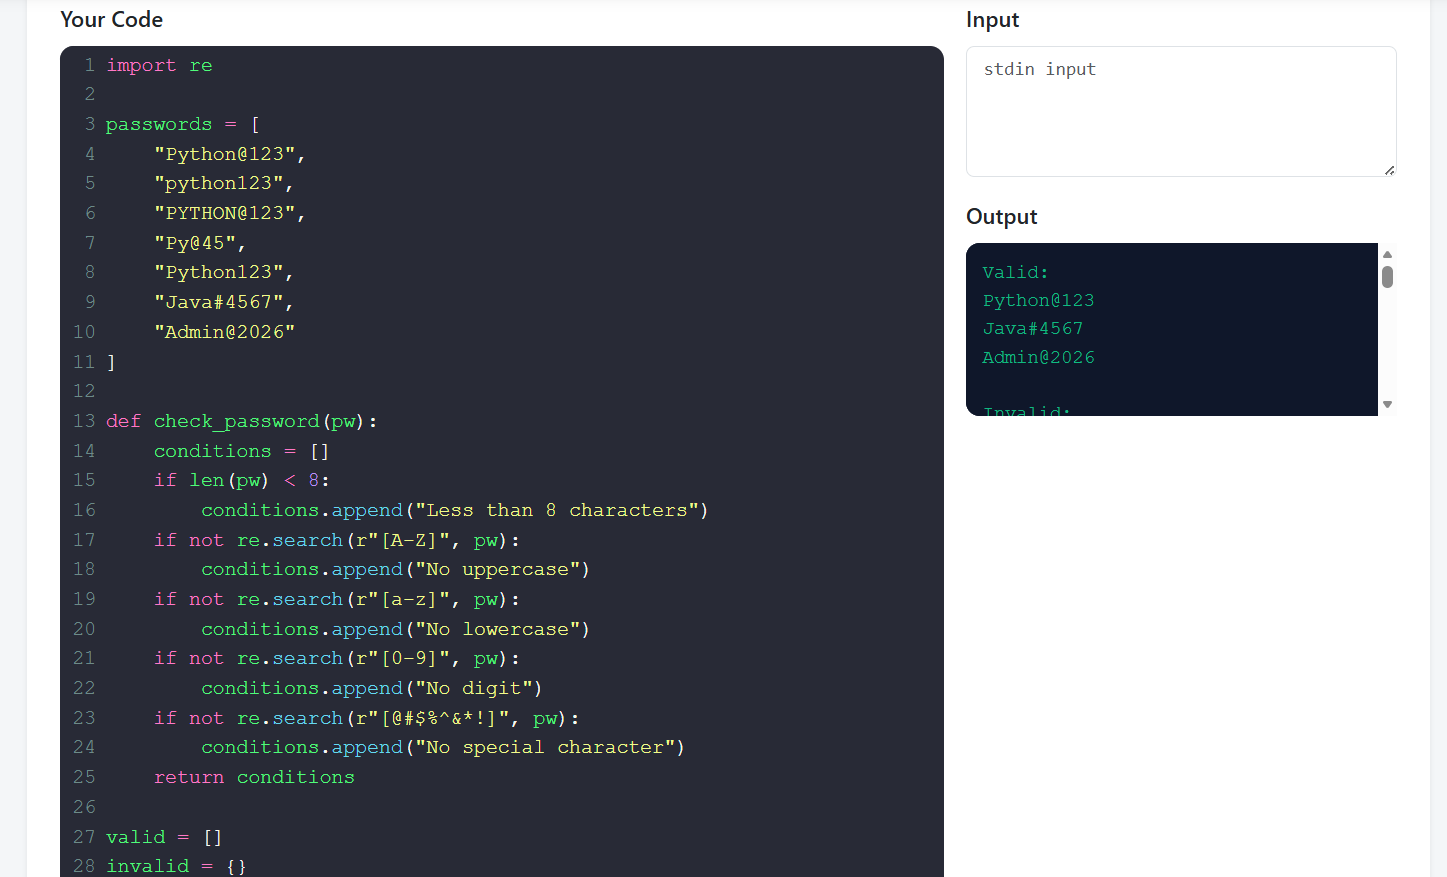 Your Code
1 import re
2
3 passwords = [
4     "Python@123",
5     "python123",
6     "PYTHON@123",
7     "Py@45",
8     "Python123",
9     "Java#4567",
10     "Admin@2026"
11 ]
12
13 def check_password(pw):
14     conditions = []
15     if len(pw) < 8:
16         conditions.append("Less than 8 characters")
17     if not re.search(r"[A-Z]", pw):
18         conditions.append("No uppercase")
19     if not re.search(r"[a-z]", pw):
20         conditions.append("No lowercase")
21     if not re.search(r"[0-9]", pw):
22         conditions.append("No digit")
23     if not re.search(r"[@#$%^&*!]", pw):
24         conditions.append("No special character")
25     return conditions
26
27 valid = []
28 invalid = {}
Input
stdin input
Output
Valid:
Python@123
Java#4567
Admin@2026
Invalid: